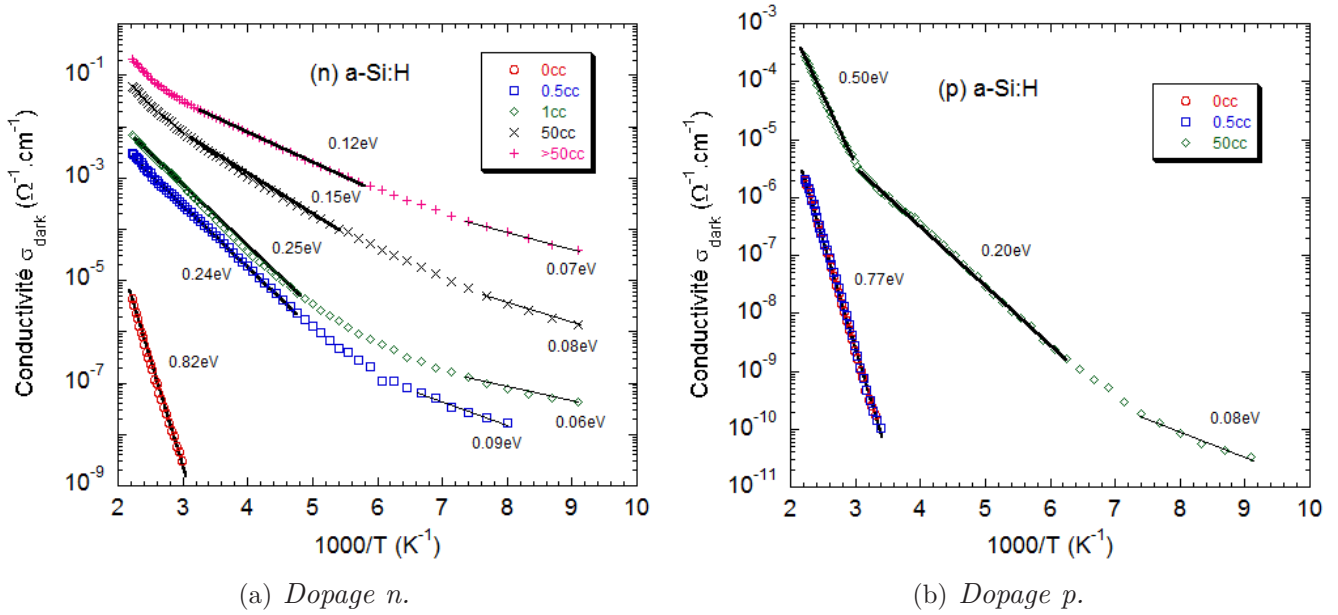 (n) a-Si:H
0cc
0.5cc
1cc
50cc
>50cc
0.12eV
0.15eV
0.25eV
0.24eV
0.82eV
0.07eV
0.08eV
0.06eV
0.09eV
10^-1
10^-3
10^-5
10^-7
10^-9
Conductivité σ_dark (Ω^-1.cm^-1)
2 3 4 5 6 7 8 9 10
1000/T (K^-1)
(a) Dopage n.
(p) a-Si:H
0cc
0.5cc
50cc
0.50eV
0.77eV
0.20eV
0.08eV
10^-3
10^-4
10^-5
10^-6
10^-7
10^-8
10^-9
10^-10
10^-11
Conductivité σ_dark (Ω^-1.cm^-1)
2 3 4 5 6 7 8 9 10
1000/T (K^-1)
(b) Dopage p.